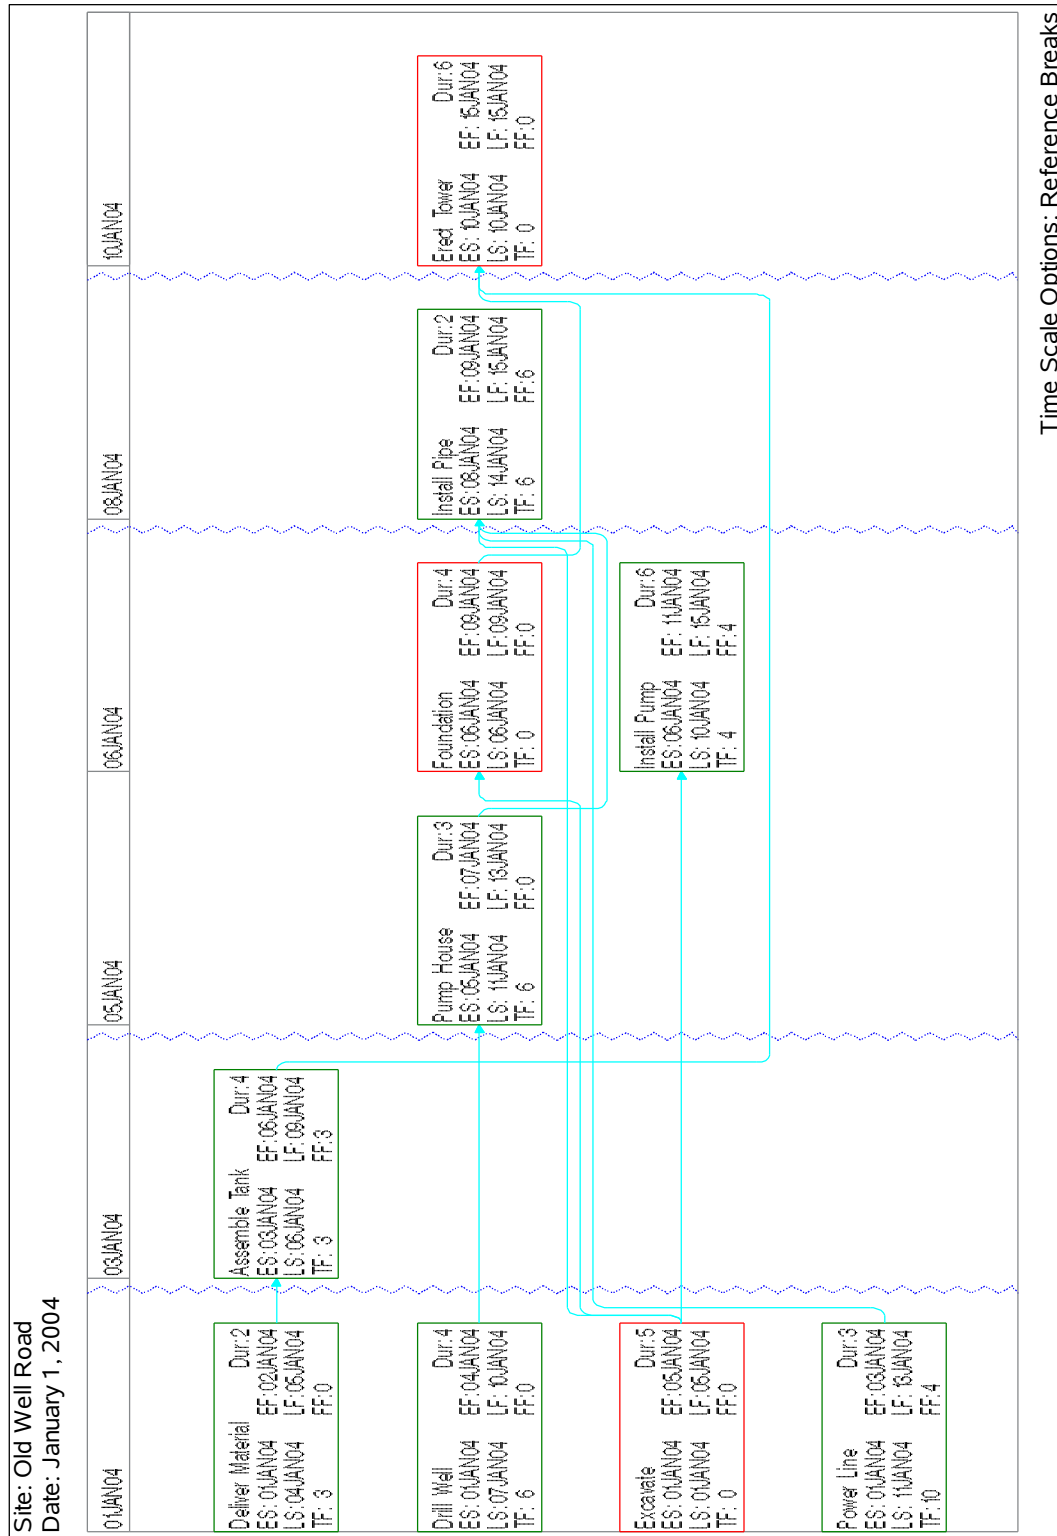 Site: Old Well Road
Date: January 1, 2004
01JAN04
03JAN04
05JAN04
06JAN04
08JAN04
10JAN04
Deliver Material Dur:2
ES: 01JAN04 EF:02JAN04
LS:04JAN04 LF:05JAN04
TF: 3 FF:0
Assemble Tank Dur:4
ES:03JAN04 EF:06JAN04
LS:06JAN04 LF:09JAN04
TF: 3 FF:3
Drill Well Dur:4
ES: 01JAN04 EF:04JAN04
LS:07JAN04 LF: 10JAN04
TF: 6 FF:0
Pump House Dur:3
ES:05JAN04 EF:07JAN04
LS: 11JAN04 LF: 13JAN04
TF: 6 FF:0
Foundation Dur:4
ES:06JAN04 EF:09JAN04
LS:06JAN04 LF:09JAN04
TF: 0 FF:0
Install Pipe Dur:2
ES:08JAN04 EF:09JAN04
LS: 14JAN04 LF: 15JAN04
TF: 6 FF:6
Erect Tower Dur:6
ES: 10JAN04 EF: 15JAN04
LS: 10JAN04 LF: 15JAN04
TF: 0 FF:0
Excavate Dur:5
ES: 01JAN04 EF:05JAN04
LS: 01JAN04 LF:05JAN04
TF: 0 FF:0
Install Pump Dur:6
ES:06JAN04 EF: 11JAN04
LS: 10JAN04 LF: 15JAN04
TF: 4 FF:4
Power Line Dur:3
ES: 01JAN04 EF:03JAN04
LS: 11JAN04 LF: 13JAN04
TF: 10 FF:4
Time Scale Options: Reference Breaks